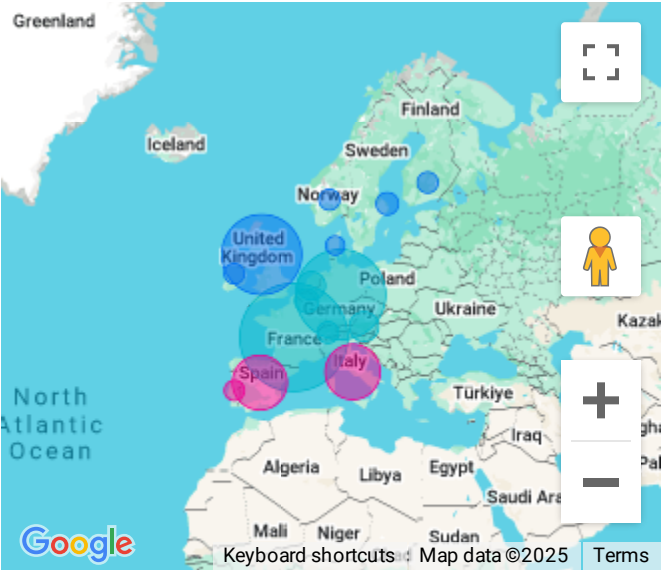 Greenland
Iceland
Finland
Sweden
Norway
United
Kingdom
Poland
Germany
Ukraine
France
Kazak
Italy
Spain
Türkiye
North
Atlantic
Ocean
Iraq
Algeria
Libya
Egypt
Saudi Ara
Mali
Niger
Sudan
Google
Keyboard shortcuts
Map data ©2025
Terms